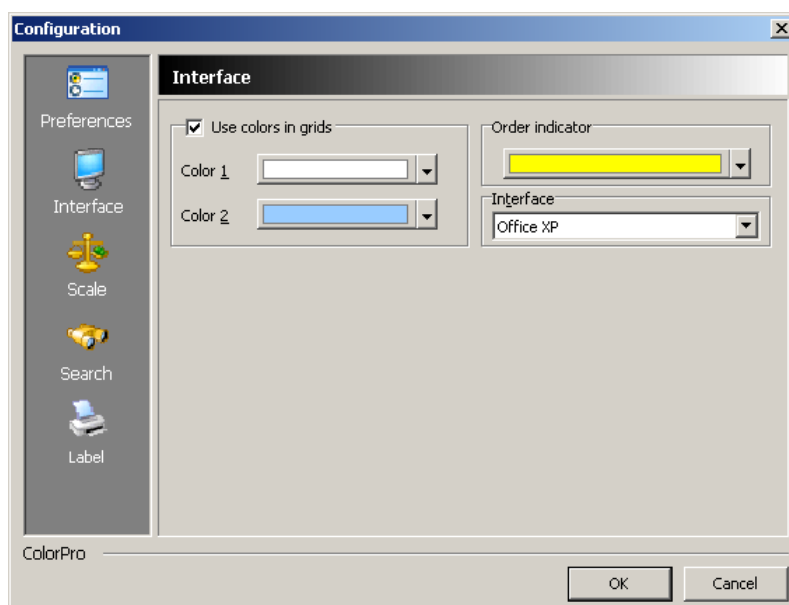 Configuration
Preferences
Interface
Scale
Search
Label
Interface
Use colors in grids
Color 1
Color 2
Order indicator
Interface
Office XP
ColorPro
OK
Cancel